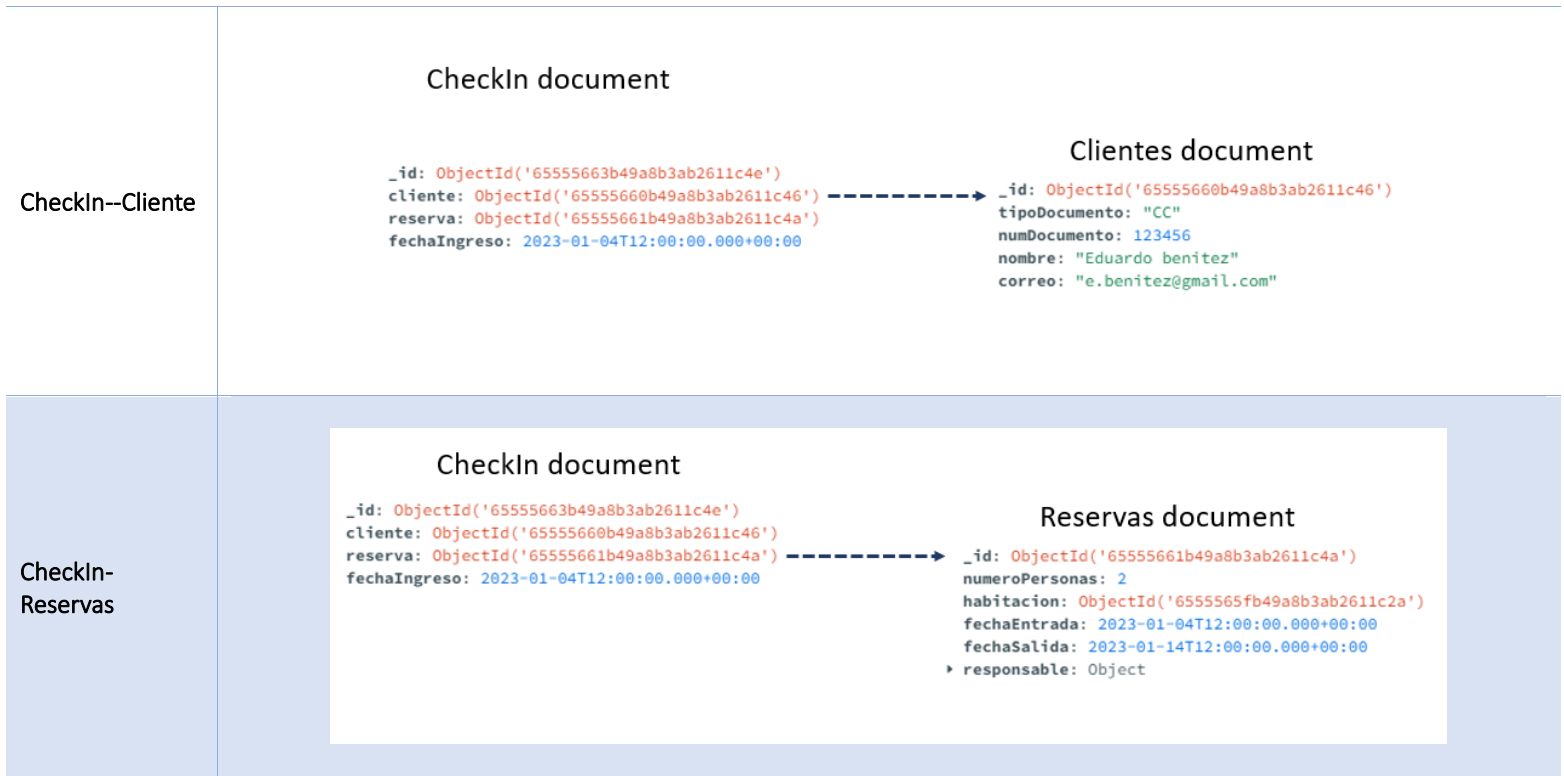 CheckIn--Cliente
CheckIn document
_id: ObjectId('65555663b49a8b3ab2611c4e')
cliente: ObjectId('65555660b49a8b3ab2611c46')
reserva: ObjectId('65555661b49a8b3ab2611c4a')
fechaIngreso: 2023-01-04T12:00:00.000+00:00
Clientes document
_id: ObjectId('65555660b49a8b3ab2611c46')
tipoDocumento: "CC"
numDocumento: 123456
nombre: "Eduardo benitez"
correo: "e.benitez@gmail.com"
CheckIn-
Reservas
CheckIn document
_id: ObjectId('65555663b49a8b3ab2611c4e')
cliente: ObjectId('65555660b49a8b3ab2611c46')
reserva: ObjectId('65555661b49a8b3ab2611c4a')
fechaIngreso: 2023-01-04T12:00:00.000+00:00
Reservas document
_id: ObjectId('65555661b49a8b3ab2611c4a')
numeroPersonas: 2
habitacion: ObjectId('6555565fb49a8b3ab2611c2a')
fechaEntrada: 2023-01-04T12:00:00.000+00:00
fechaSalida: 2023-01-14T12:00:00.000+00:00
responsable: Object